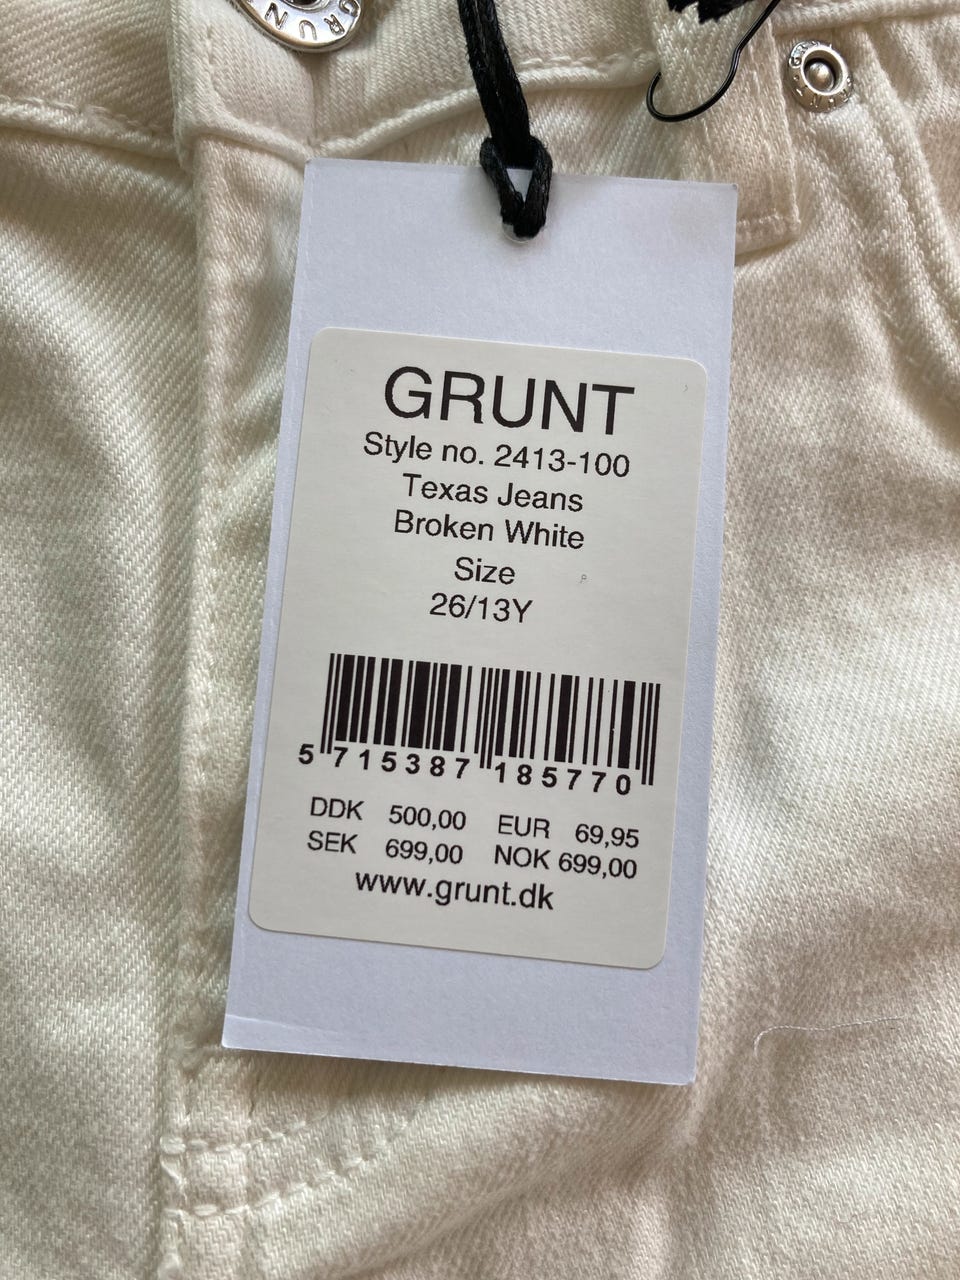 GRUN
GRUNT
Style no. 2413-100
Texas Jeans
Broken White
Size
26/13Y
5 715387 185770
DDK 500,00 EUR 69,95
SEK 699,00 NOK 699,00
www.grunt.dk